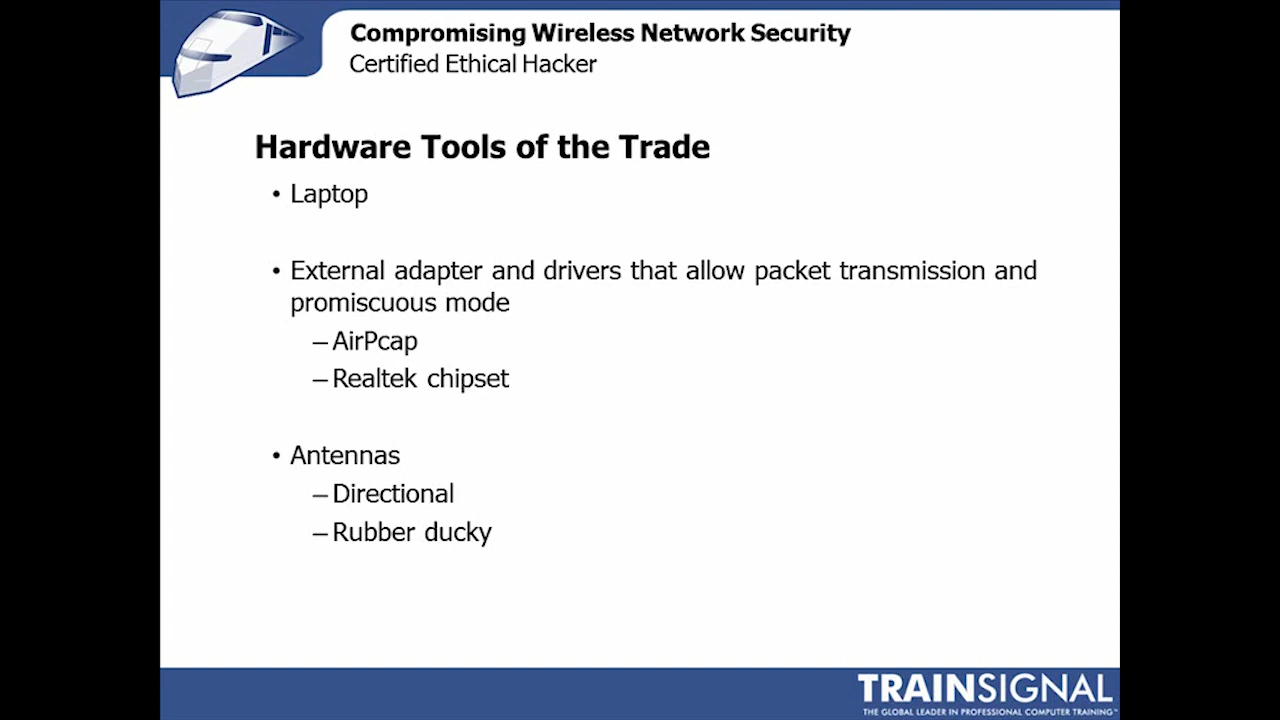 Compromising Wireless Network Security
Certified Ethical Hacker
Hardware Tools of the Trade
• Laptop
• External adapter and drivers that allow packet transmission and
promiscuous mode
– AirPcap
– Realtek chipset
• Antennas
– Directional
– Rubber ducky
TRAINSIGNAL
THE GLOBAL LEADER IN PROFESSIONAL COMPUTER TRAINING™